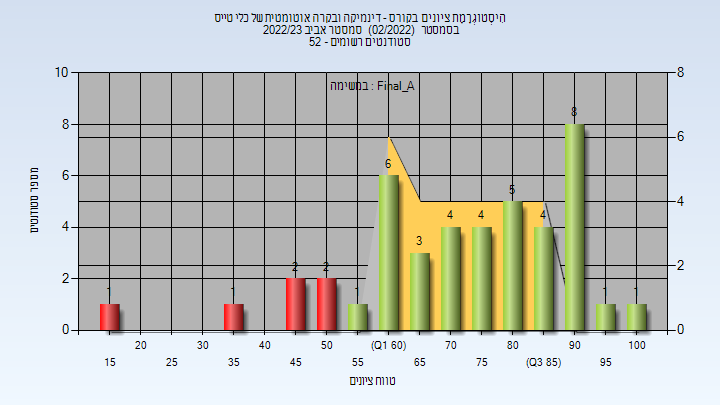 הִיסְטוֹגְרַמַת ציונים בקורס - דינמיקה ובקרה אוטומטית של כלי טייס
בסמסטר (02/2022) סמסטר אביב 2022/23
סטודנטים רשומים - 52
במשימה : Final_A
מספר סטודנטים
10 8 6 4 2 0
8 6 4 2 0
1 1 2 2 1 6 3 4 4 5 4 8 1 1
20 30 40 50 (Q1 60) 70 80 90 100
15 25 35 45 55 65 75 (Q3 85) 95
טווח ציונים